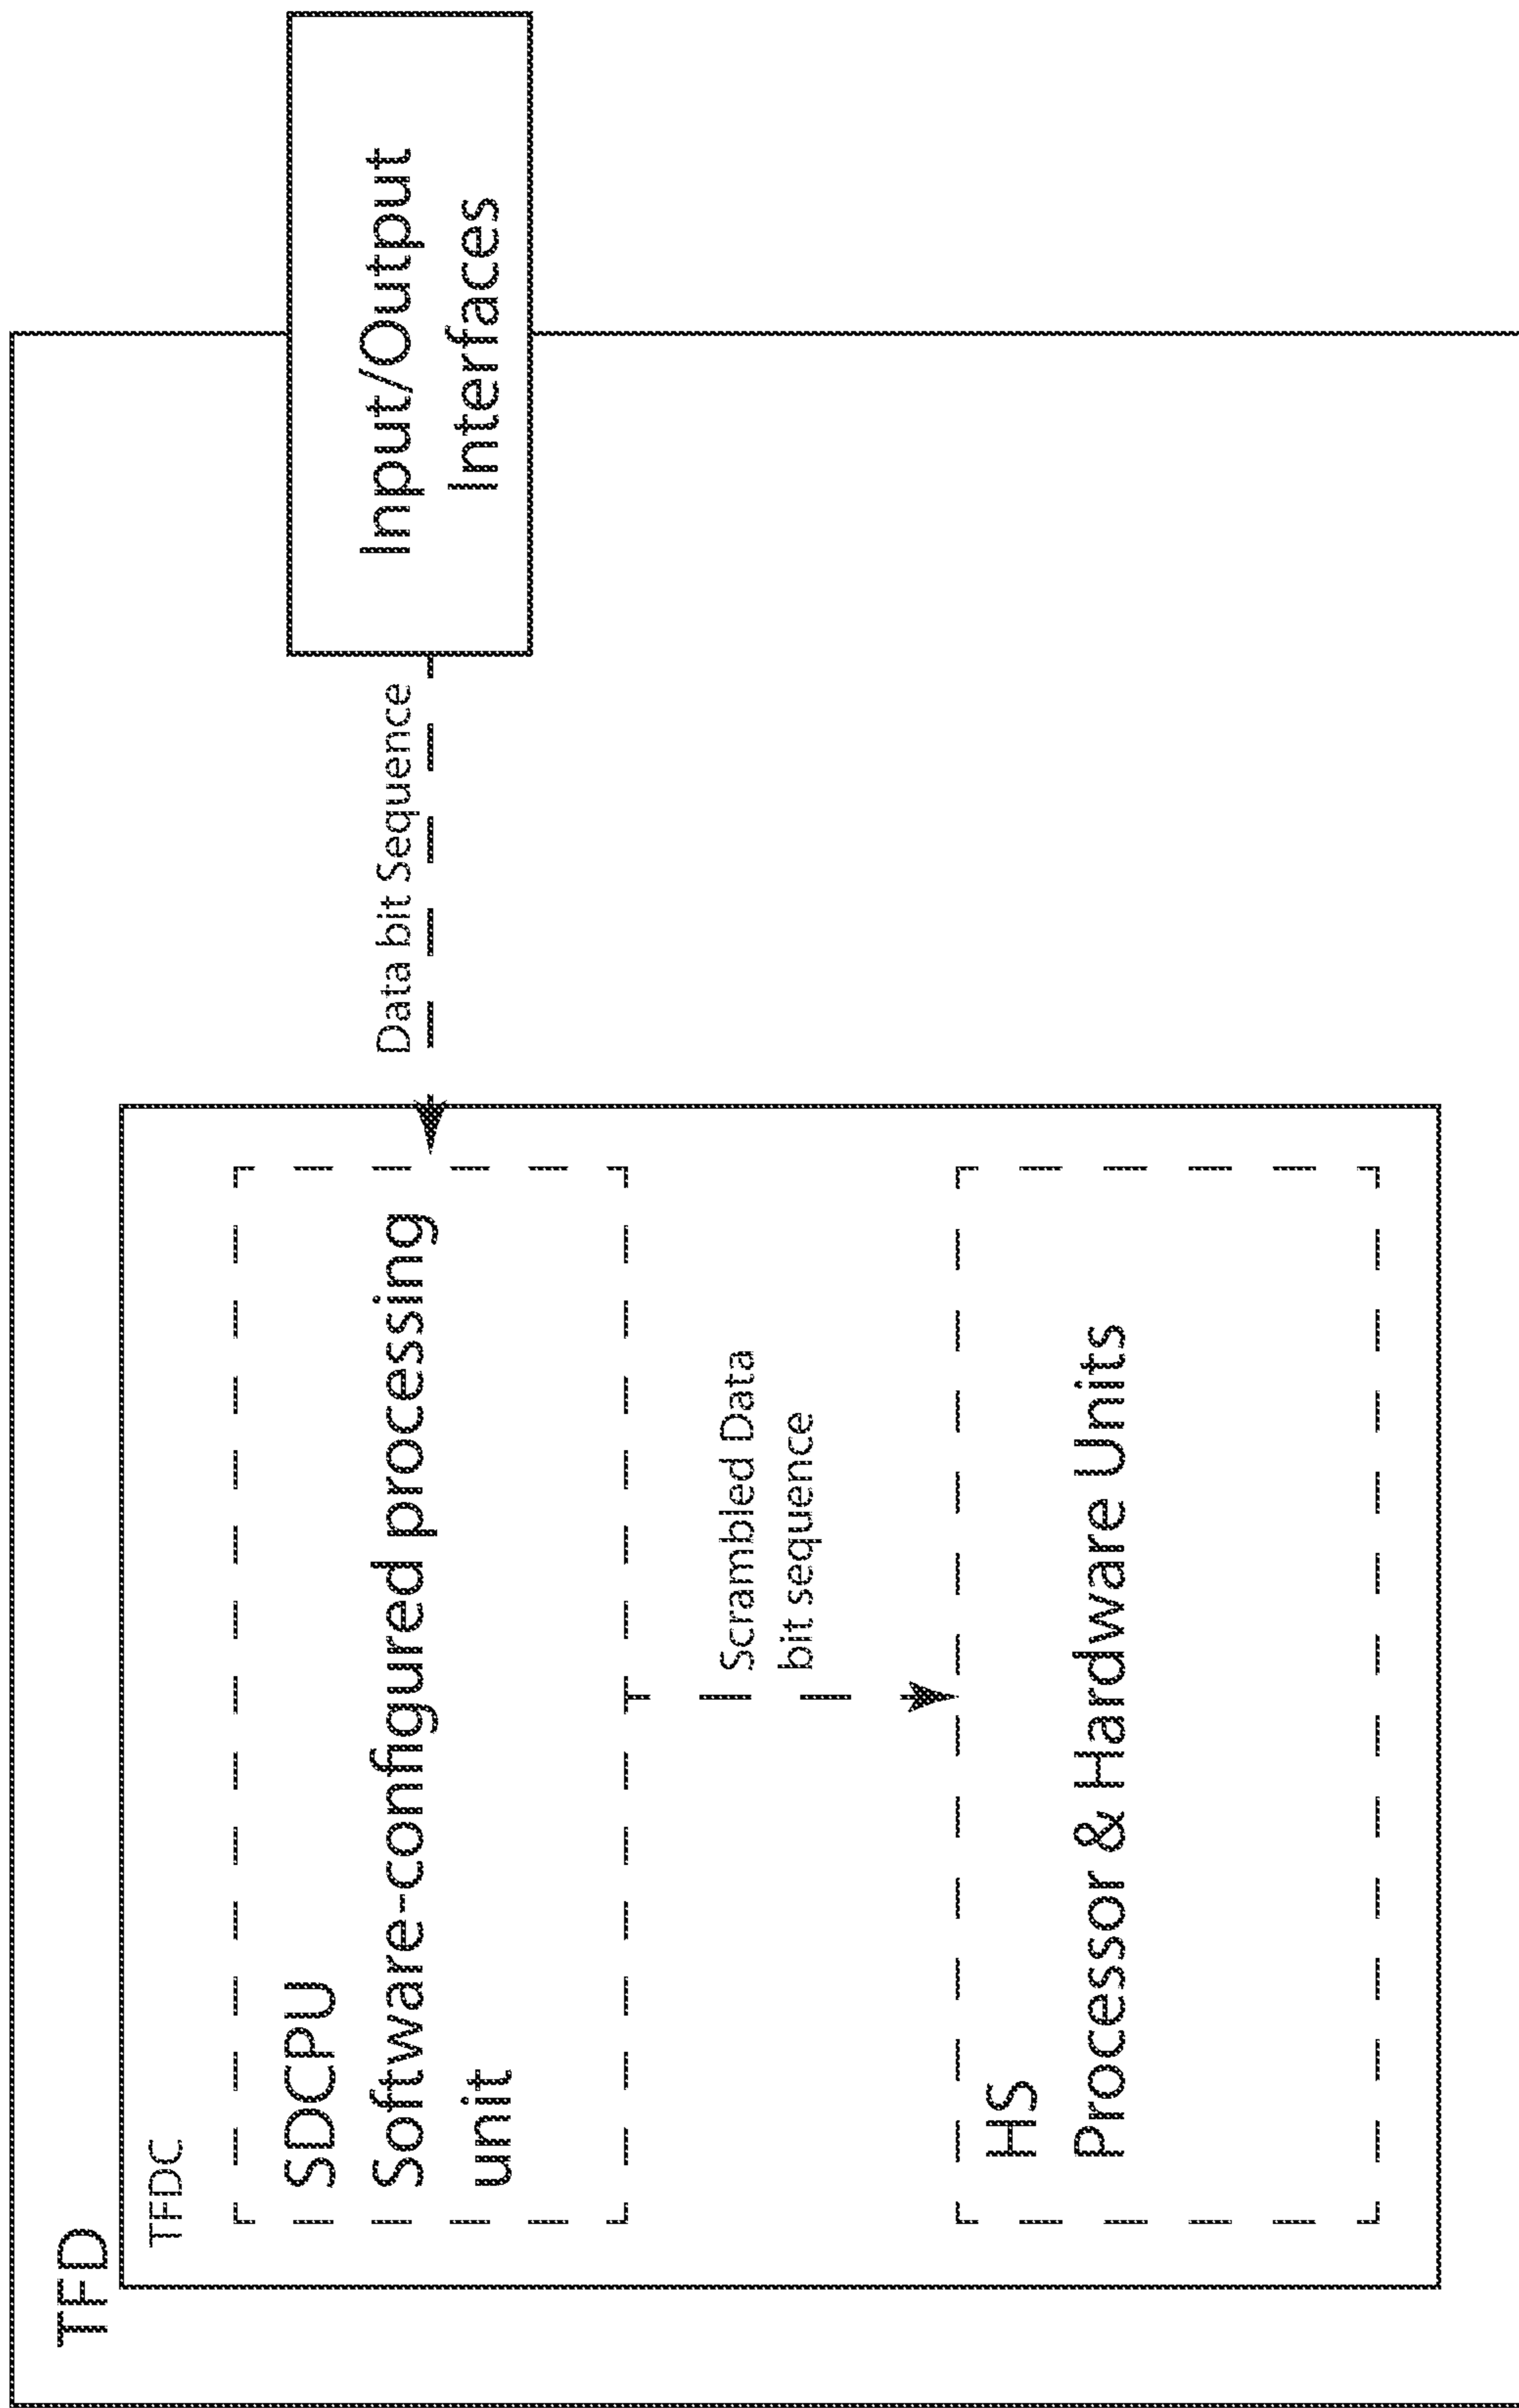 TFD
TFDC
SDCPU
Software-configured processing
unit
Data bit Sequence
Input/Output
Interfaces
Scrambled Data
bit sequence
HS
Processor & Hardware Units